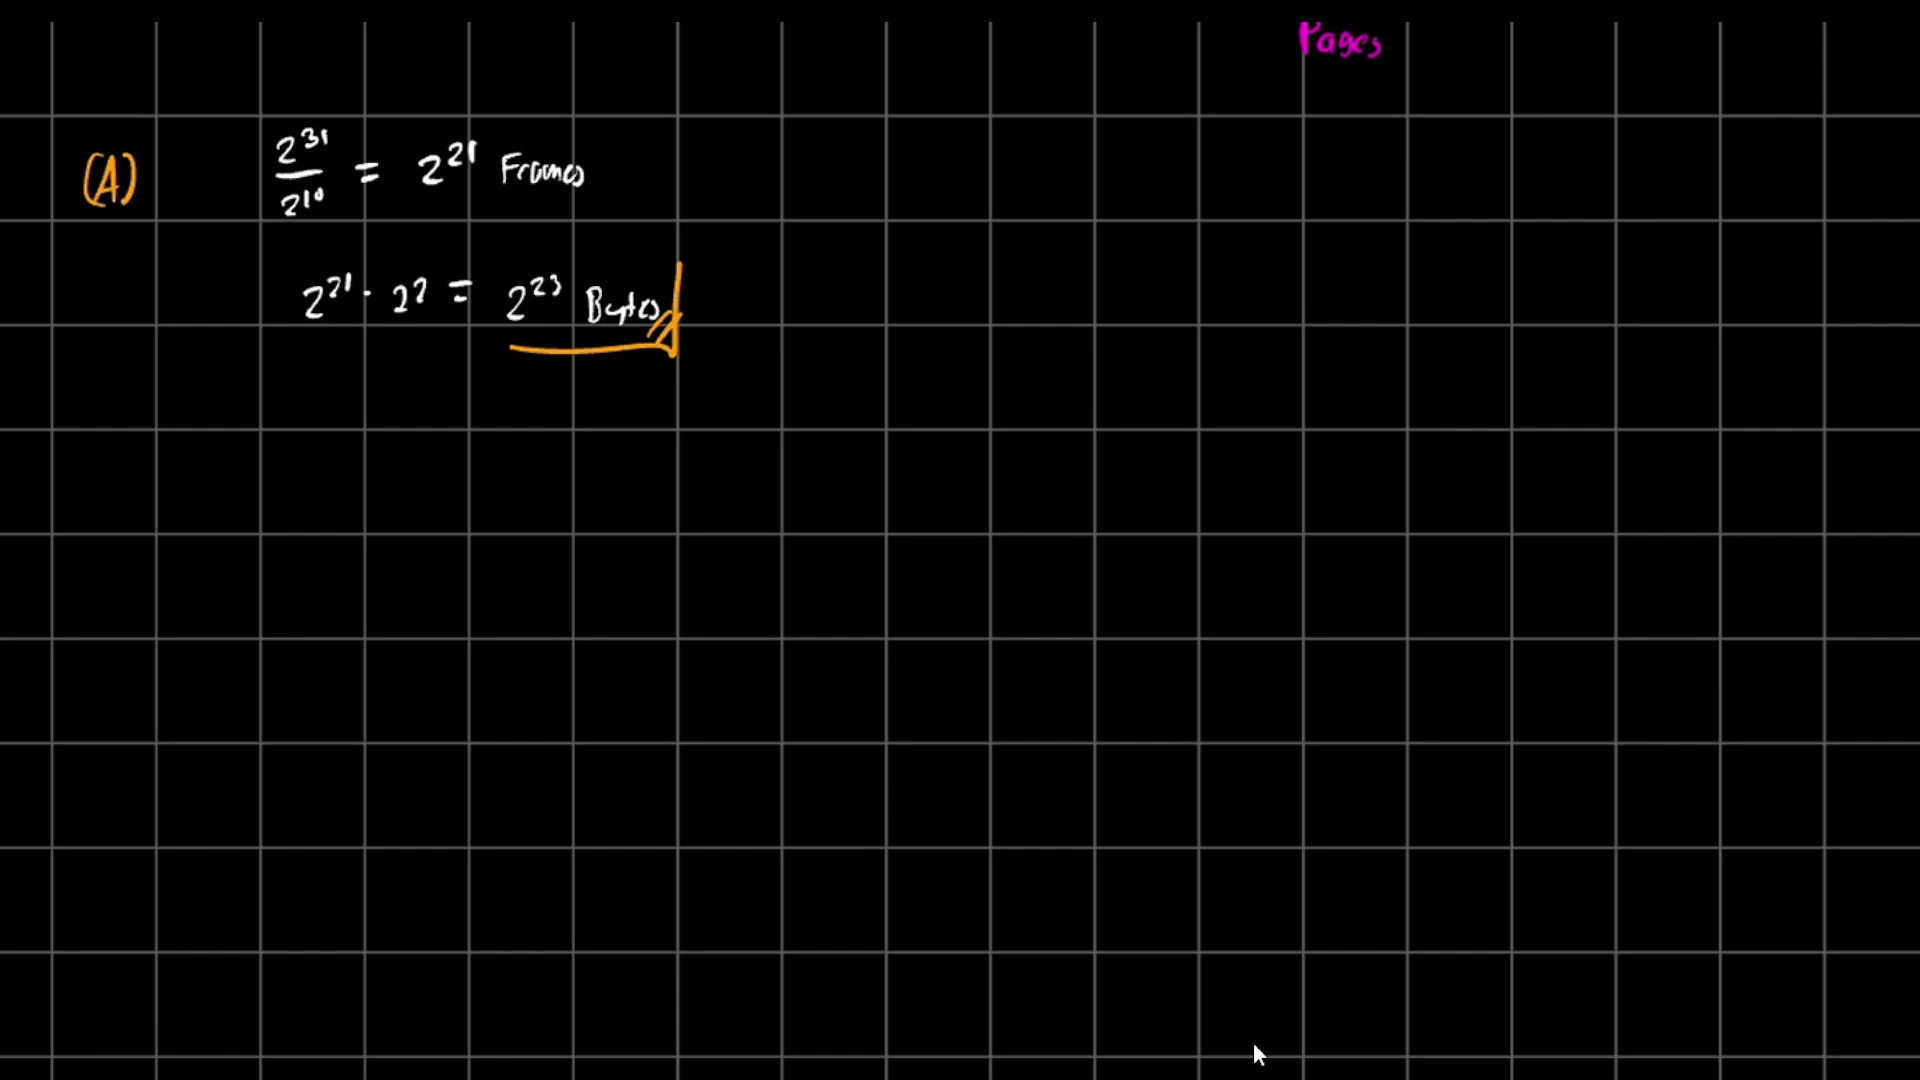 Pages
(A) 2^31 / 2^10 = 2^21 Frames
2^21 · 2^2 = 2^23 Bytes